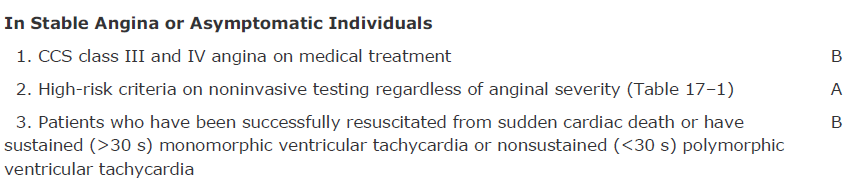 In Stable Angina or Asymptomatic Individuals
1. CCS class III and IV angina on medical treatment B
2. High-risk criteria on noninvasive testing regardless of anginal severity (Table 17–1) A
3. Patients who have been successfully resuscitated from sudden cardiac death or have B
sustained (>30 s) monomorphic ventricular tachycardia or nonsustained (<30 s) polymorphic
ventricular tachycardia